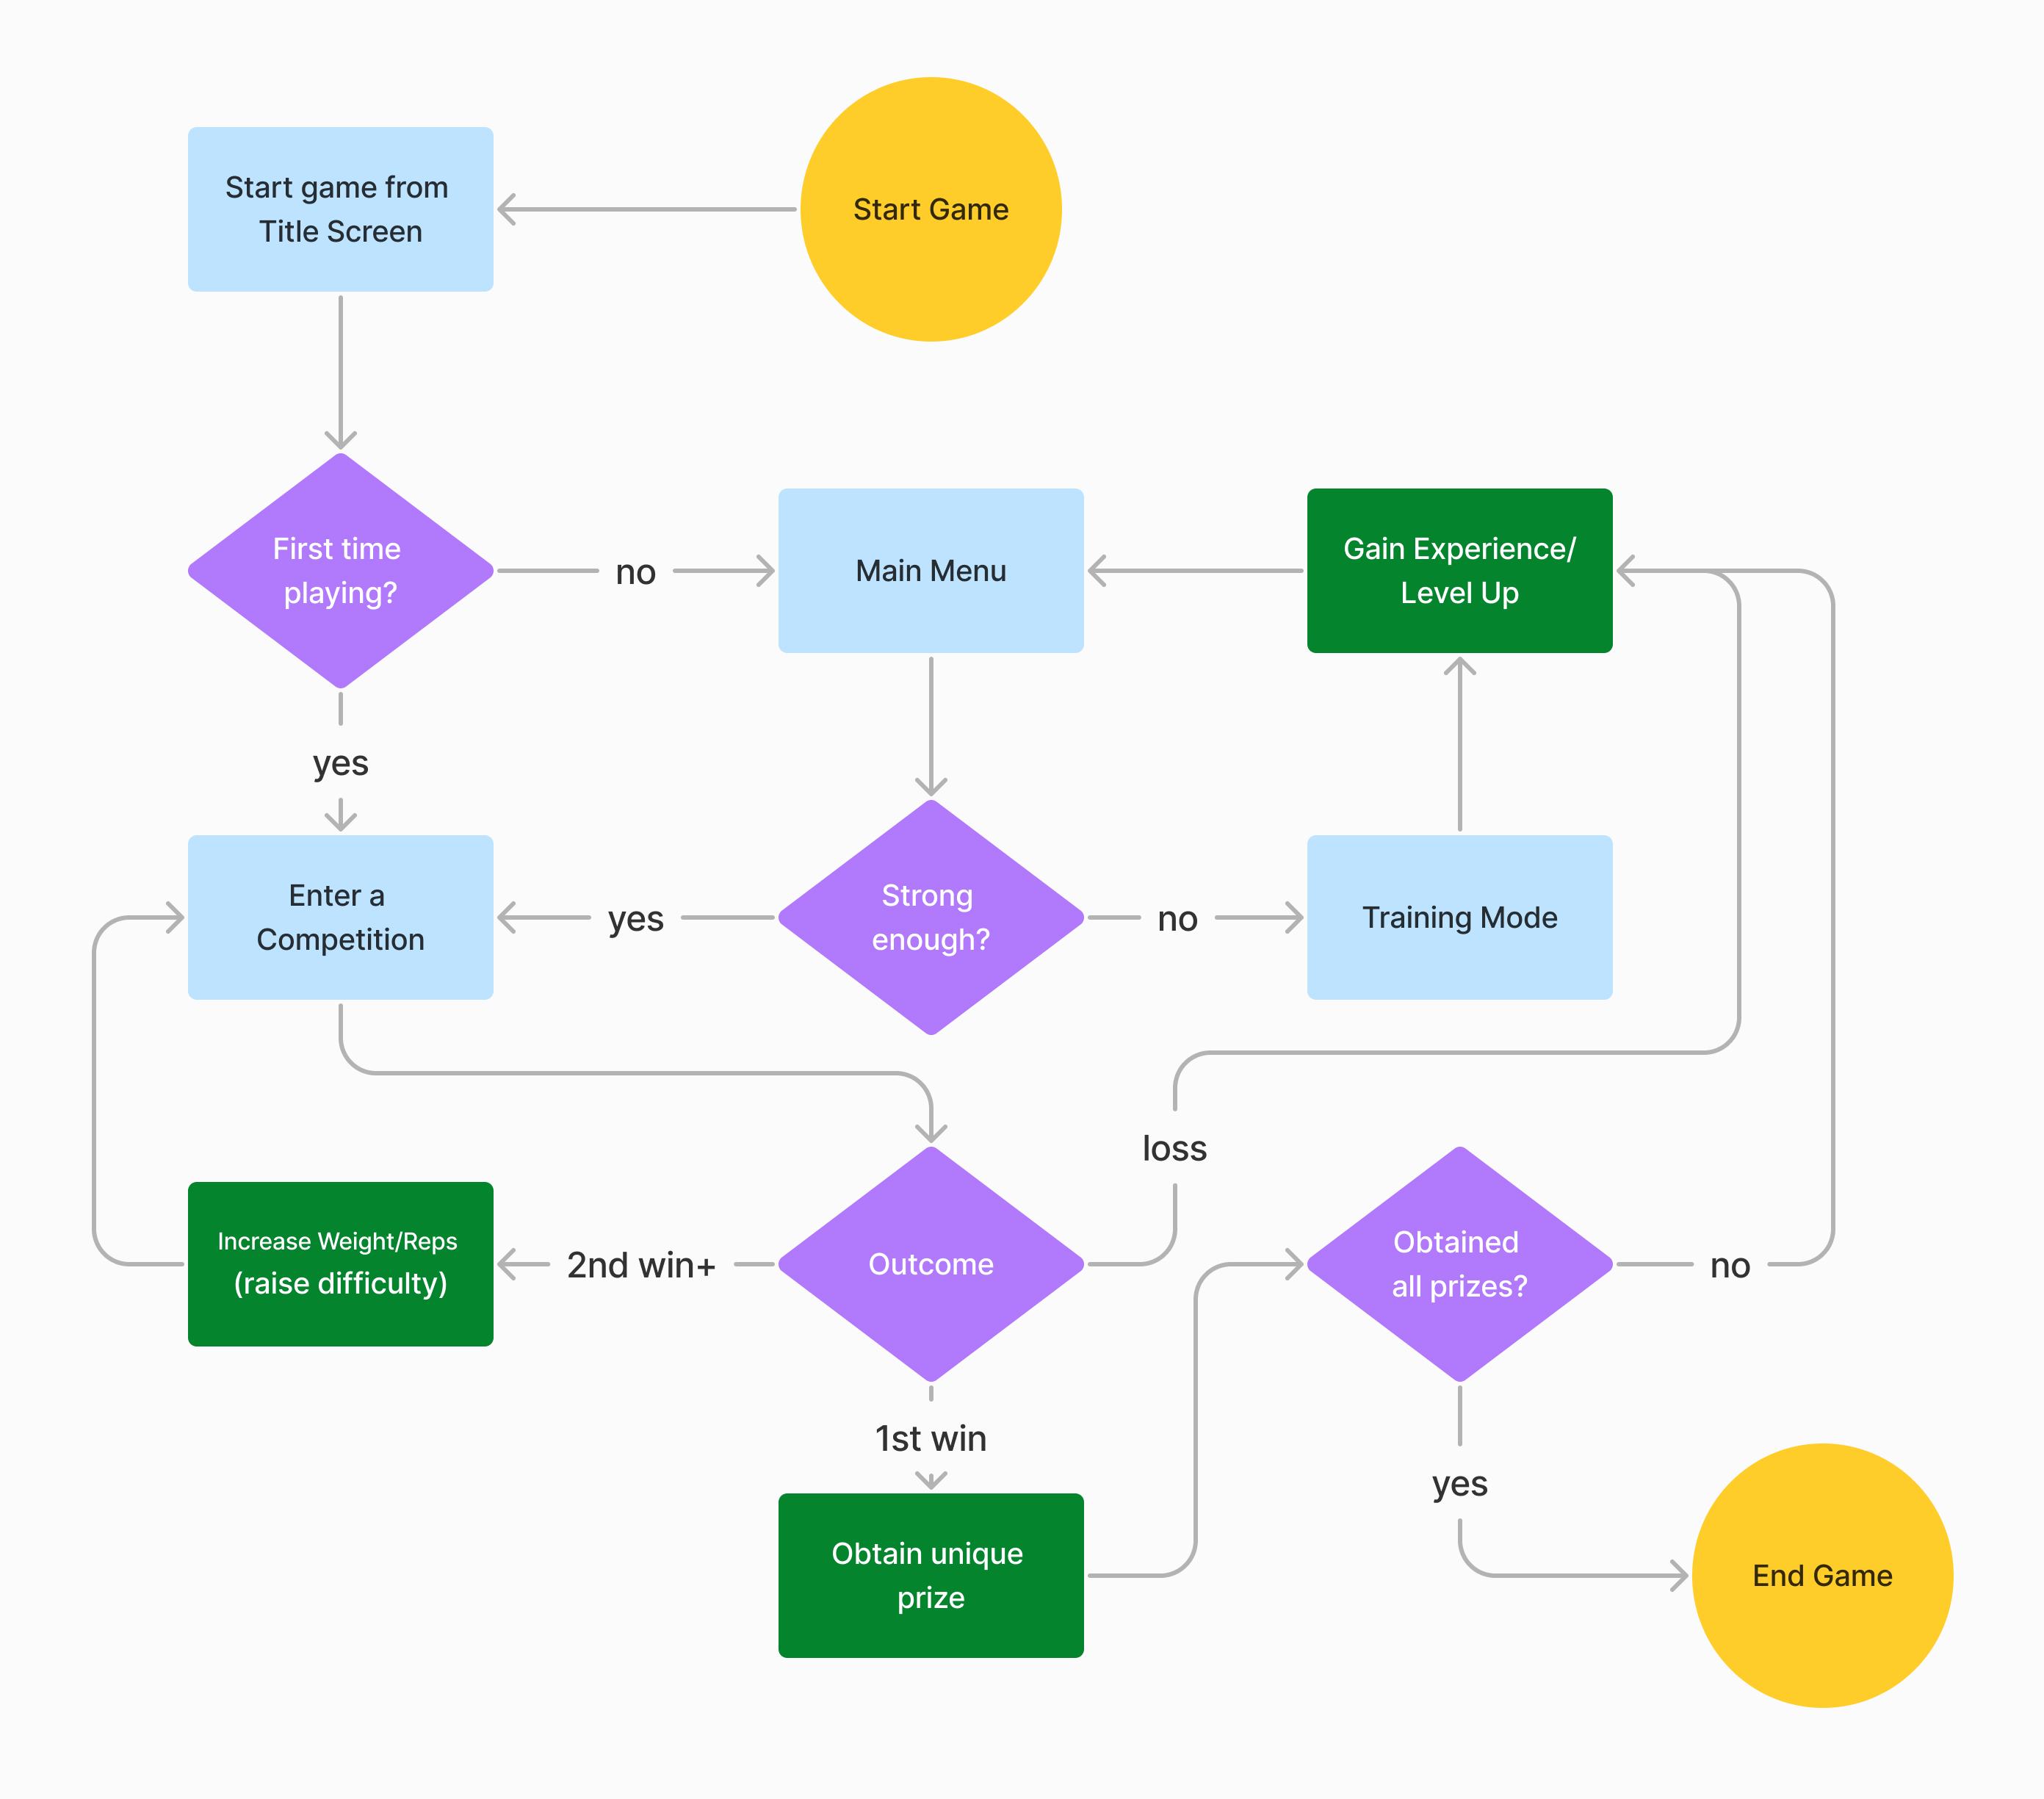 Start Game
Start game from
Title Screen
First time
playing?
no
Main Menu
Gain Experience/
Level Up
yes
Enter a
Competition
yes
Strong
enough?
no
Training Mode
loss
Increase Weight/Reps
(raise difficulty)
2nd win+
Outcome
Obtained
all prizes?
no
1st win
yes
Obtain unique
prize
End Game